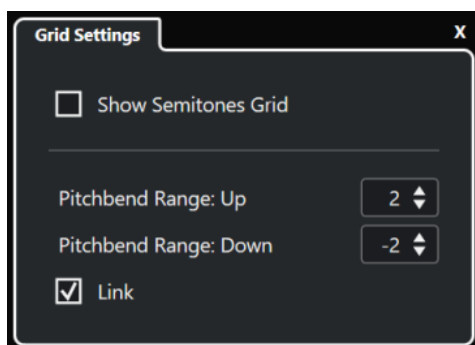 Grid Settings X
Show Semitones Grid
Pitchbend Range: Up 2
Pitchbend Range: Down -2
Link